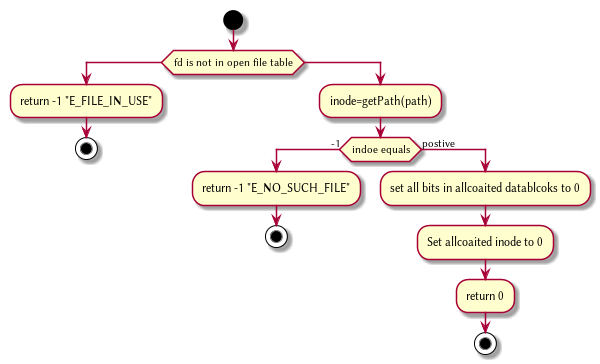 fd is not in open file table
return -1 "E_FILE_IN_USE"
inode=getPath(path)
-1
indoe equals
postive
return -1 "E_NO_SUCH_FILE"
set all bits in allcoaited datablcoks to 0
Set allcoaited inode to 0
return 0